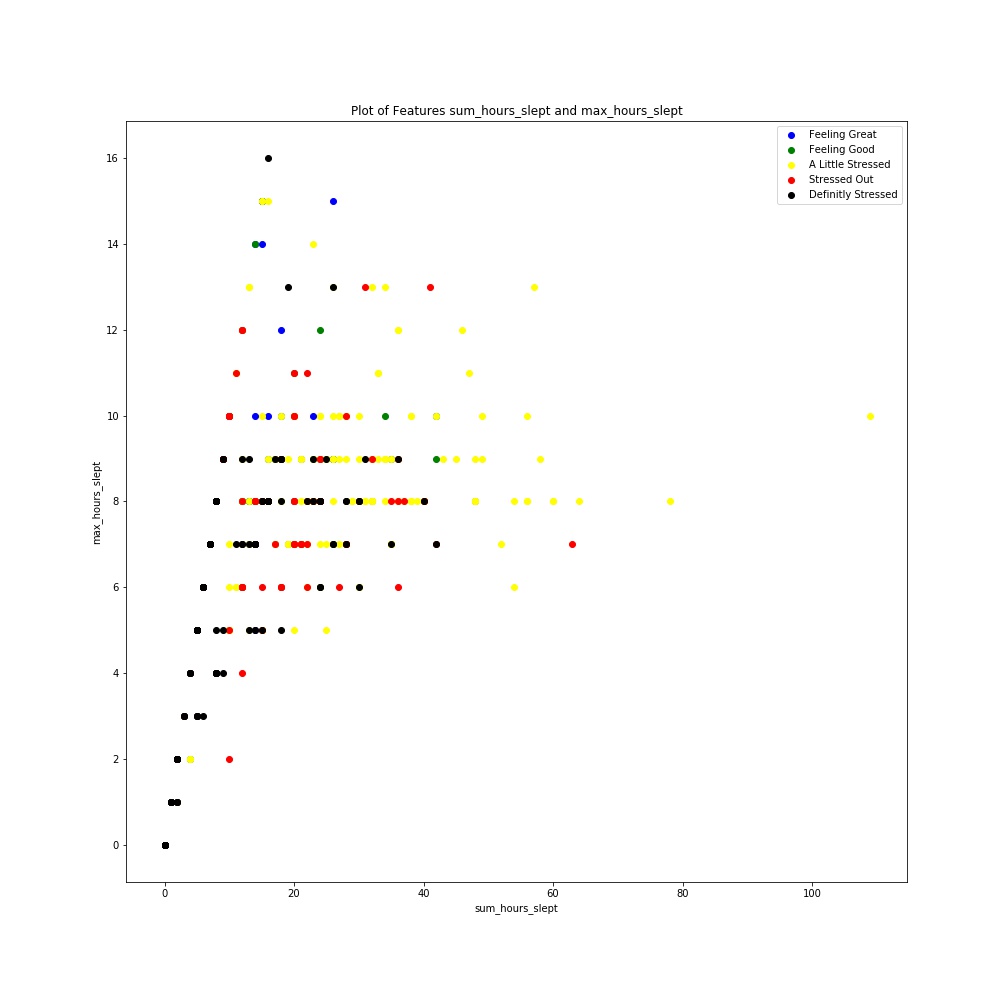 Plot of Features sum_hours_slept and max_hours_slept
Feeling Great
Feeling Good
A Little Stressed
Stressed Out
Definitly Stressed
16
14
12
10
8
6
4
2
0
max_hours_slept
0 20 40 60 80 100
sum_hours_slept